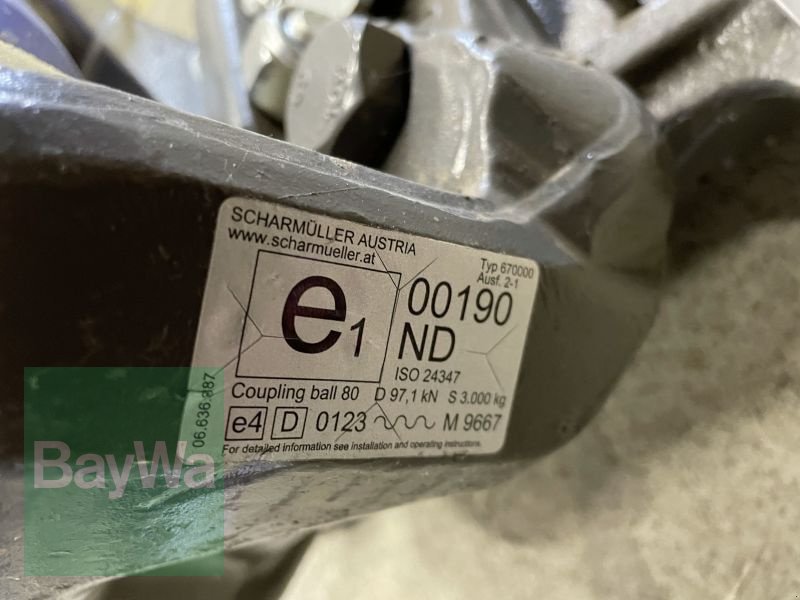 SCHARMÜLLER AUSTRIA
www.scharmueller.at
Typ 670000
Ausf. 2-1
e1
00190
ND
ISO 24347
Coupling ball 80 D 97,1 kN S 3.000 kg
e4 D 0123 M 9667
For detailed information see installation and operating instructions.
06.636.887
BayWa